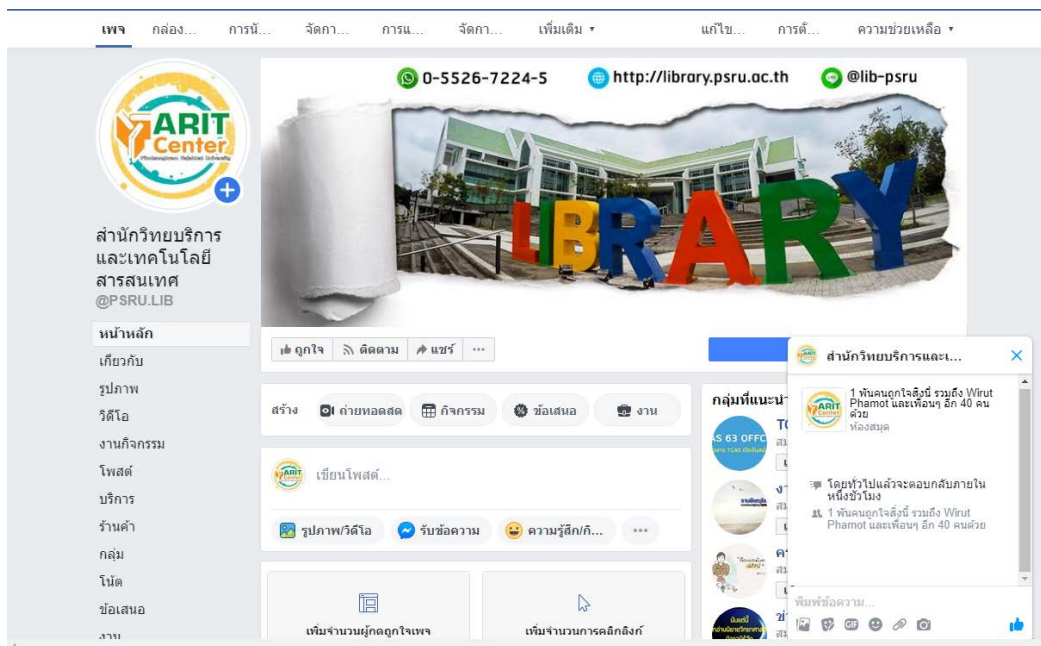 เพจ กล่อง... การนั... จัดกา... การแ... จัดกา... เพิ่มเติม แก้ไข... การตั้... ความช่วยเหลือ
0-5526-7224-5 http://library.psru.ac.th @lib-psru
ARIT
Center
LIBRARY
สำนักวิทยบริการ
และเทคโนโลยี
สารสนเทศ
@PSRU.LIB
หน้าหลัก
เกี่ยวกับ
รูปภาพ
วิดีโอ
งานกิจกรรม
โพสต์
บริการ
ร้านค้า
กลุ่ม
โน้ต
ข้อเสนอ
งาน
ถูกใจ ติดตาม แชร์ ...
สร้าง ถ่ายทอดสด กิจกรรม ข้อเสนอ งาน
เขียนโพสต์...
รูปภาพ/วิดีโอ รับข้อความ ความรู้สึก/กิ... ...
เพิ่มจำนวนผู้กดถูกใจเพจ
เพิ่มจำนวนการคลิกลิงก์
กลุ่มที่แนะนำ
สำนักวิทยบริการและเ...
1 พันคนถูกใจสิ่งนี้ รวมถึง Wirut
Phamot และเพื่อนๆ อีก 40 คน
ด้วย
ห้องสมุด
โดยทั่วไปแล้วจะตอบกลับภายใน
หนึ่งชั่วโมง
1 พันคนถูกใจสิ่งนี้ รวมถึง Wirut
Phamot และเพื่อนๆ อีก 40 คนด้วย
พิมพ์ข้อความ...
GIF